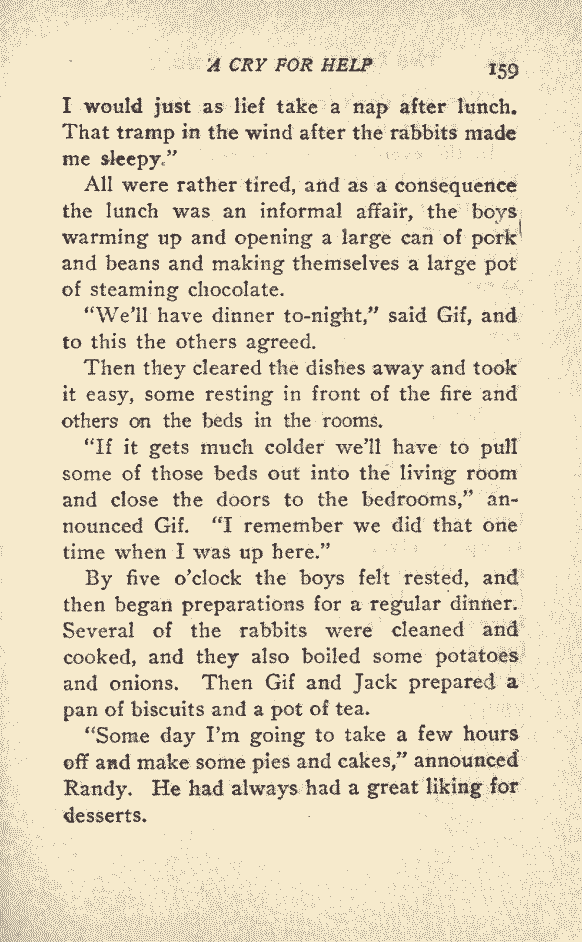 A CRY FOR HELP 159
I would just as lief take a nap after lunch.
That tramp in the wind after the rabbits made
me sleepy.”
All were rather tired, and as a consequence
the lunch was an informal affair, the boys
warming up and opening a large can of pork
and beans and making themselves a large pot
of steaming chocolate.
“We’ll have dinner to-night,” said Gif, and
to this the others agreed.
Then they cleared the dishes away and took
it easy, some resting in front of the fire and
others on the beds in the rooms.
“If it gets much colder we’ll have to pull
some of those beds out into the living room
and close the doors to the bedrooms,” an-
nounced Gif. “I remember we did that one
time when I was up here.”
By five o’clock the boys felt rested, and
then began preparations for a regular dinner.
Several of the rabbits were cleaned and
cooked, and they also boiled some potatoes
and onions. Then Gif and Jack prepared a
pan of biscuits and a pot of tea.
“Some day I’m going to take a few hours
off and make some pies and cakes,” announced
Randy. He had always had a great liking for
desserts.